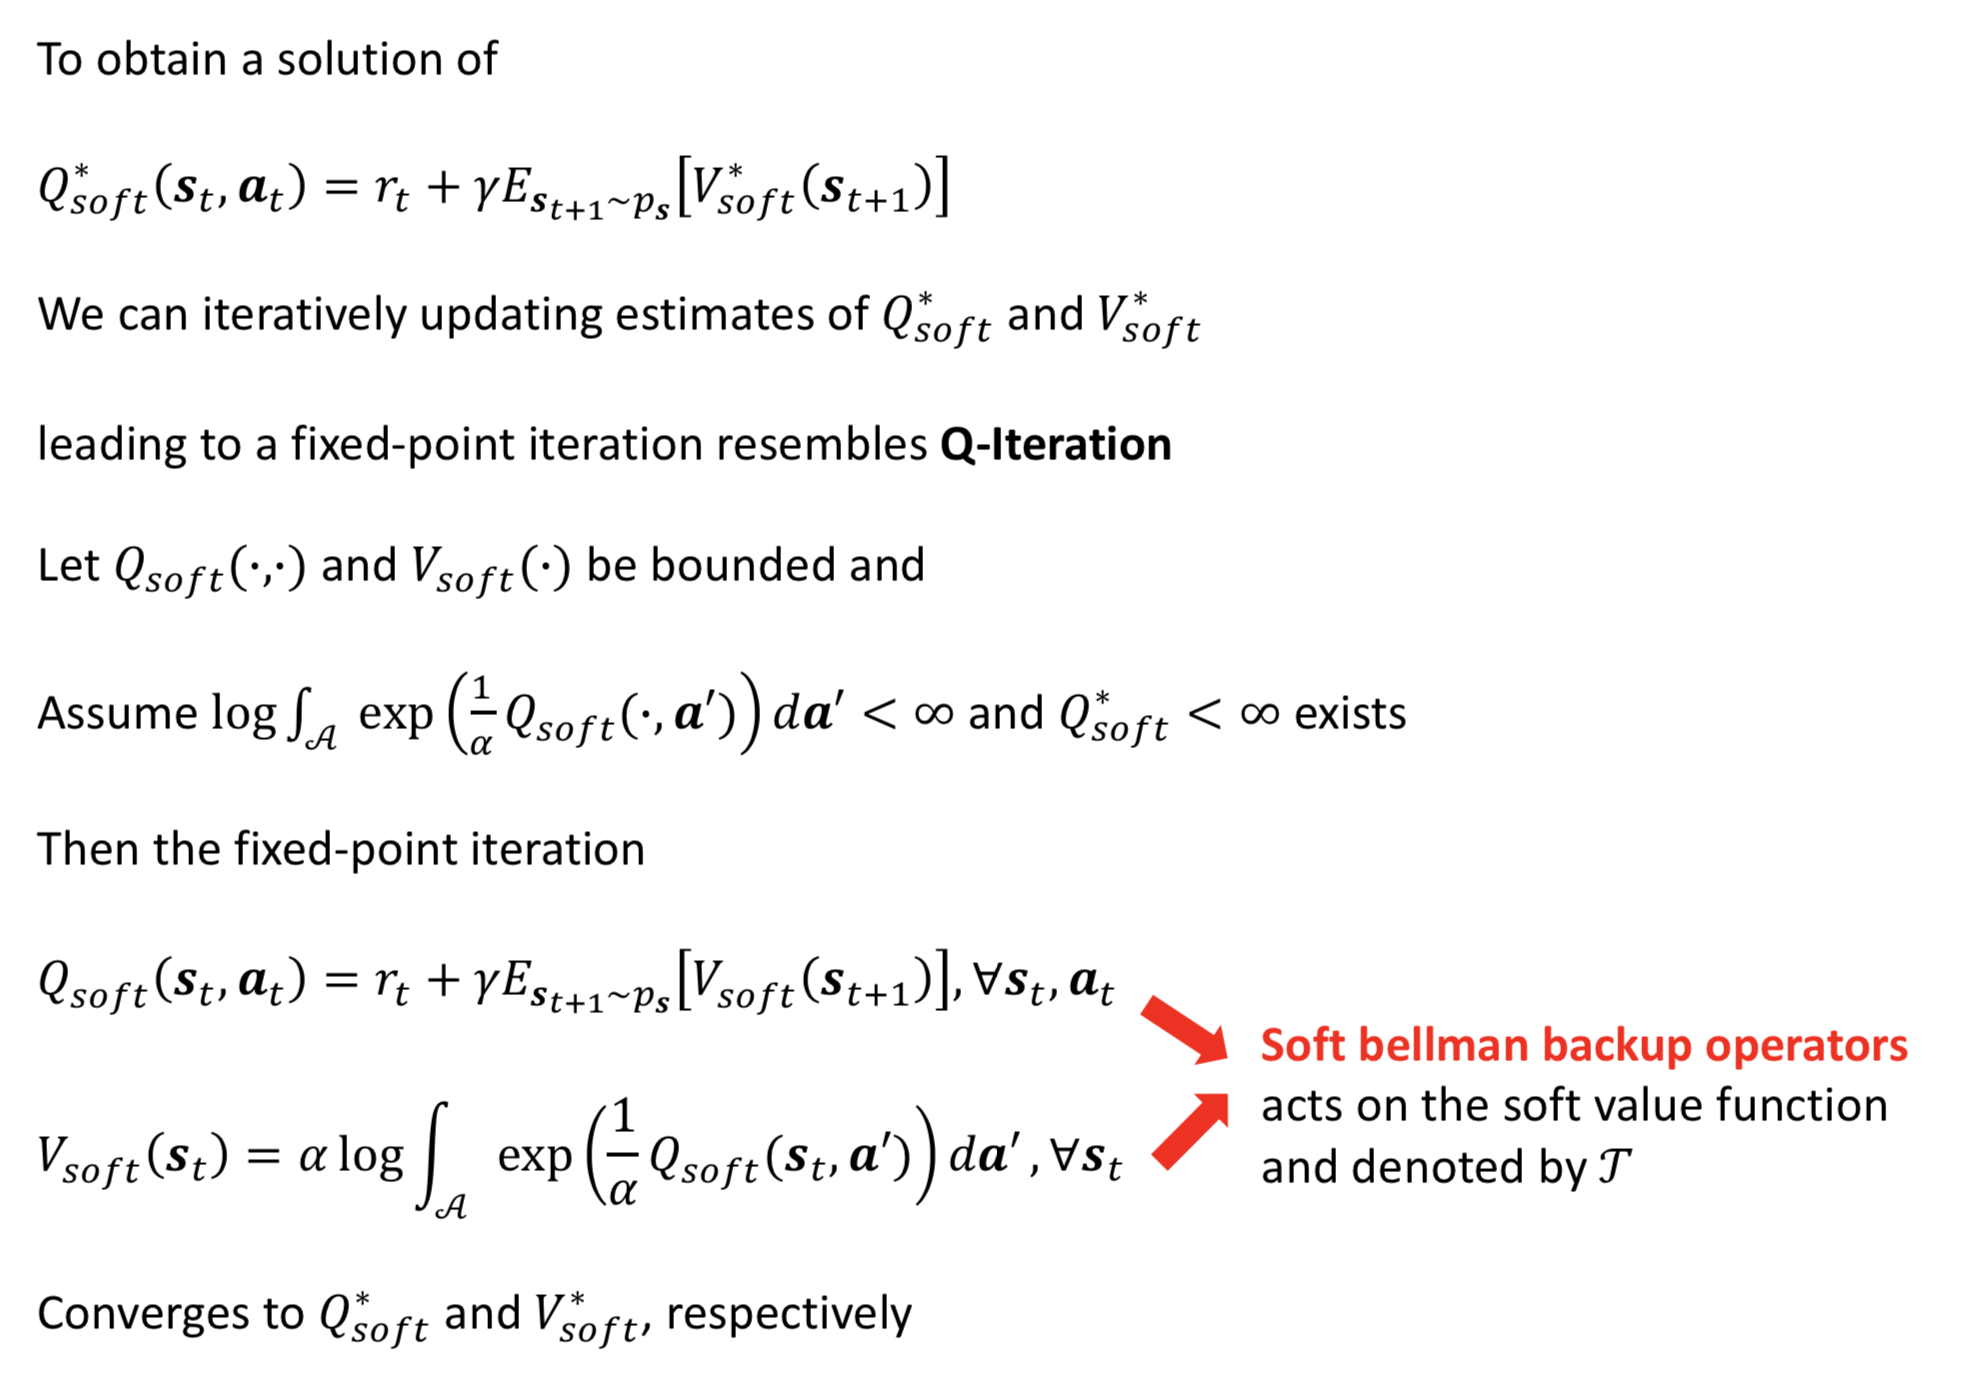 To obtain a solution of
$Q^*_{soft}(\boldsymbol{s}_t, \boldsymbol{a}_t) = r_t + \gamma E_{\boldsymbol{s}_{t+1} \sim p_{\boldsymbol{s}}}[V^*_{soft}(\boldsymbol{s}_{t+1})]$
We can iteratively updating estimates of $Q^*_{soft}$ and $V^*_{soft}$
leading to a fixed-point iteration resembles Q-Iteration
Let $Q_{soft}(\cdot,\cdot)$ and $V_{soft}(\cdot)$ be bounded and
Assume $\log \int_{\mathcal{A}} \exp\left(\frac{1}{\alpha} Q_{soft}(\cdot, \boldsymbol{a}')\right) d\boldsymbol{a}' < \infty$ and $Q^*_{soft} < \infty$ exists
Then the fixed-point iteration
$Q_{soft}(\boldsymbol{s}_t, \boldsymbol{a}_t) = r_t + \gamma E_{\boldsymbol{s}_{t+1} \sim p_{\boldsymbol{s}}}[V_{soft}(\boldsymbol{s}_{t+1})], \forall \boldsymbol{s}_t, \boldsymbol{a}_t$
$V_{soft}(\boldsymbol{s}_t) = \alpha \log \int_{\mathcal{A}} \exp\left(\frac{1}{\alpha} Q_{soft}(\boldsymbol{s}_t, \boldsymbol{a}')\right) d\boldsymbol{a}', \forall \boldsymbol{s}_t$
Soft bellman backup operators
acts on the soft value function
and denoted by $\mathcal{T}$
Converges to $Q^*_{soft}$ and $V^*_{soft}$, respectively